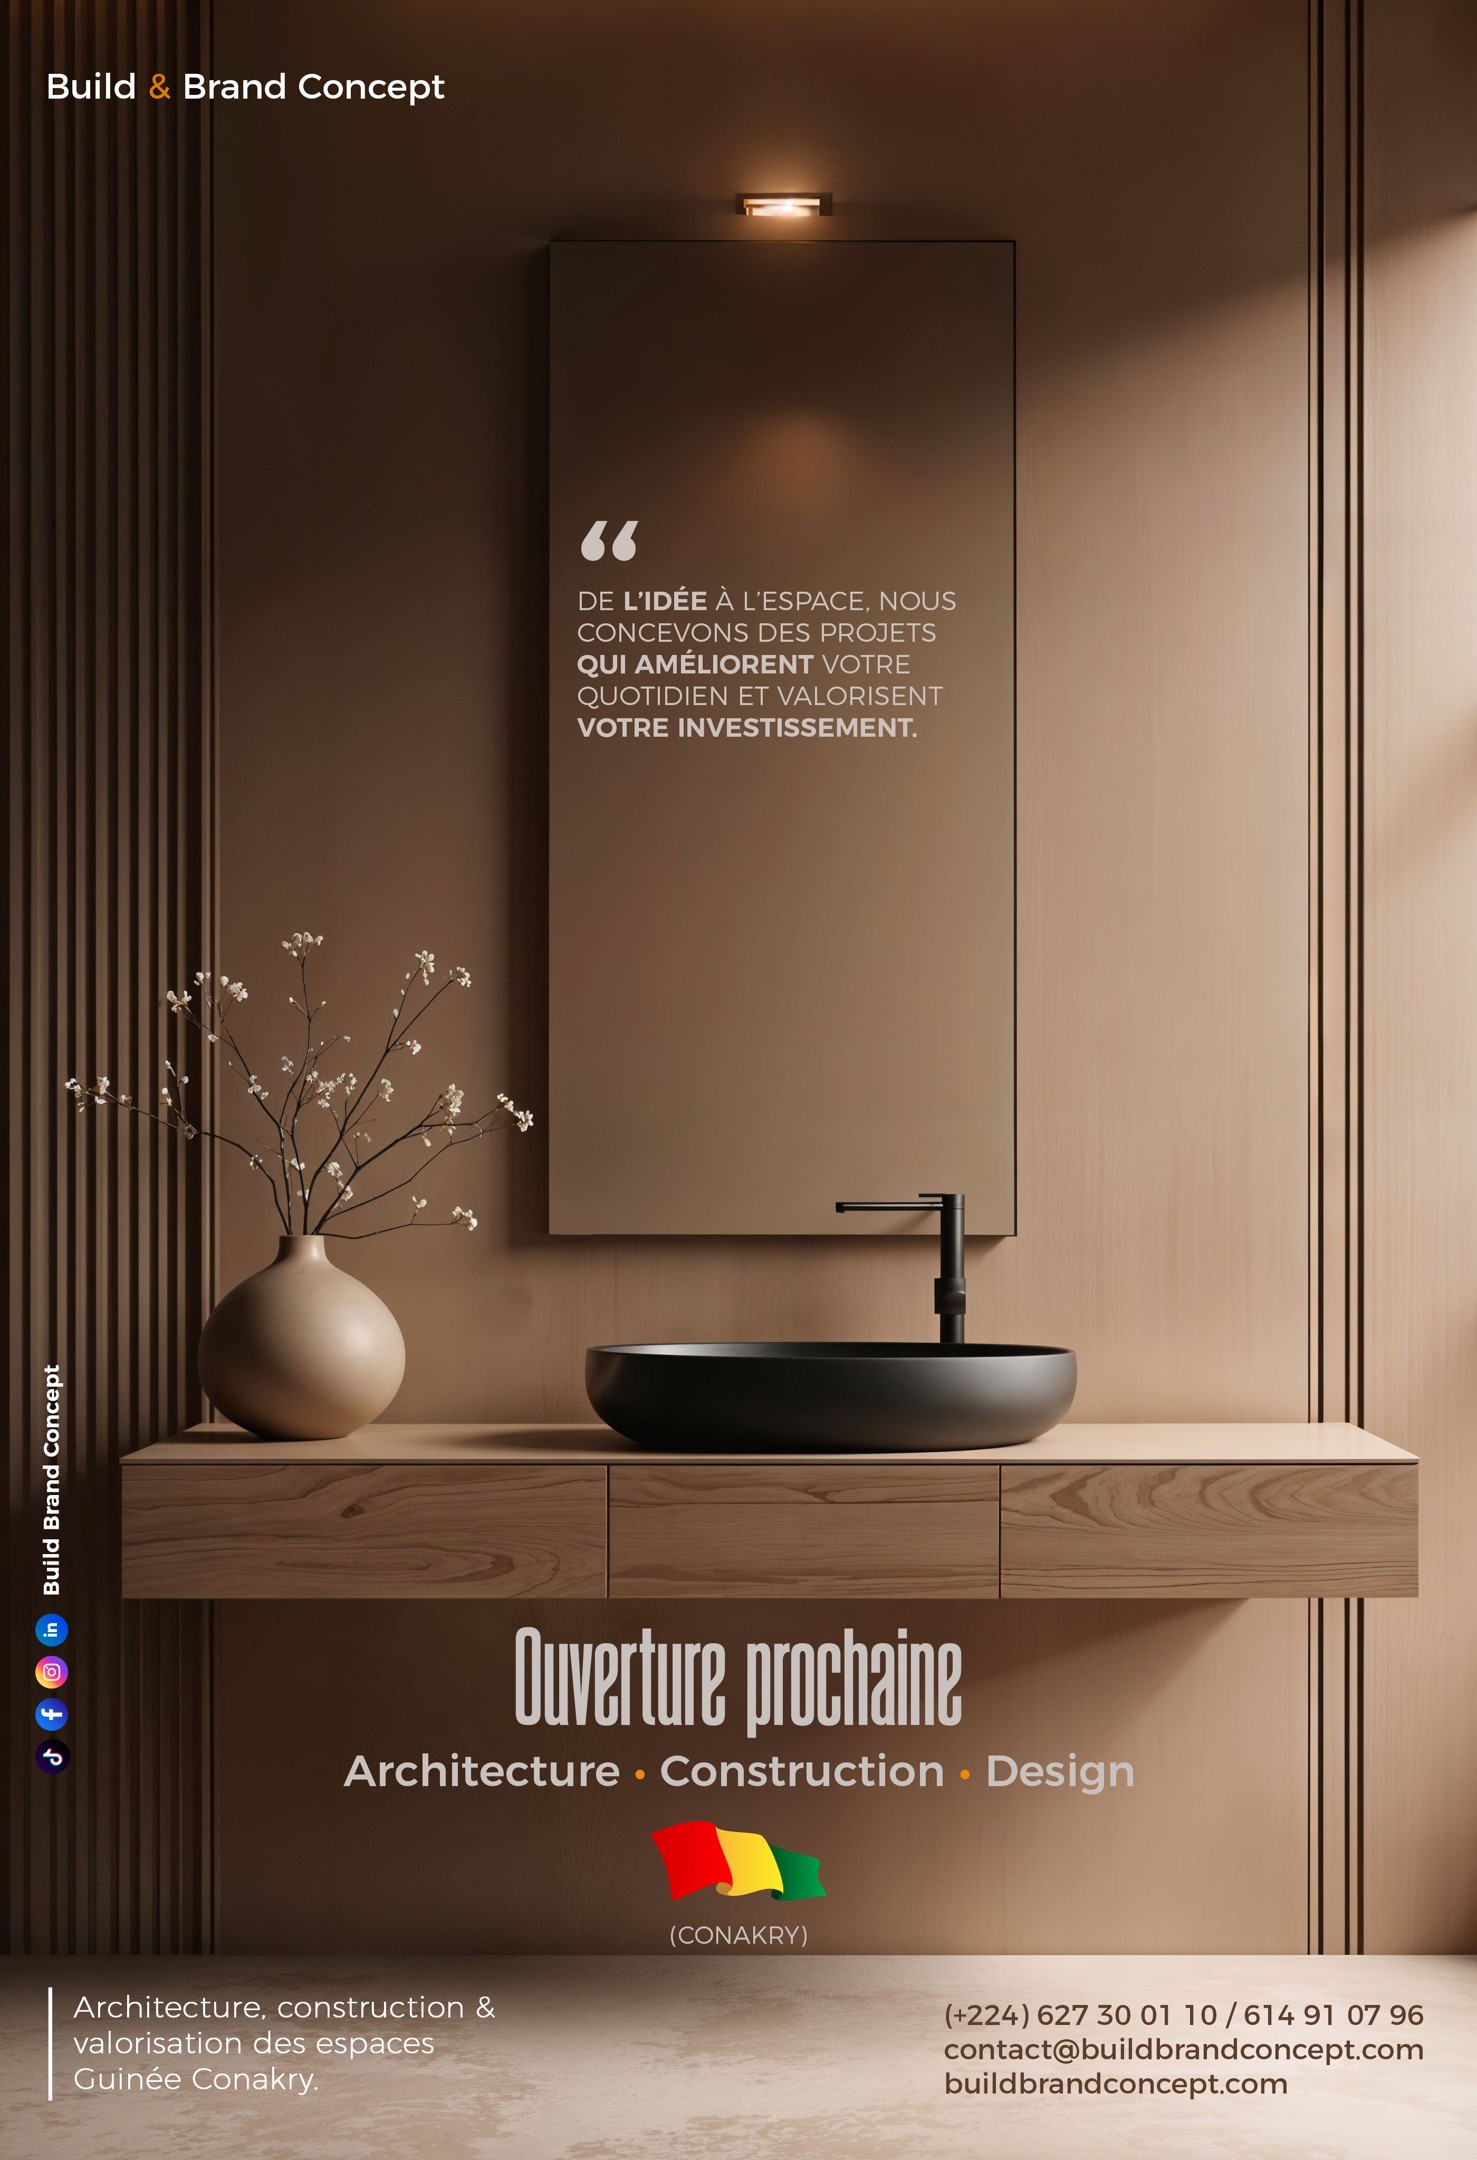 Build & Brand Concept
“
DE L’IDÉE À L’ESPACE, NOUS
CONCEVONS DES PROJETS
QUI AMÉLIORENT VOTRE
QUOTIDIEN ET VALORISENT
VOTRE INVESTISSEMENT.
Build Brand Concept
Ouverture prochaine
Architecture • Construction • Design
(CONAKRY)
Architecture, construction &
valorisation des espaces
Guinée Conakry.
(+224) 627 30 01 10 / 614 91 07 96
contact@buildbrandconcept.com
buildbrandconcept.com